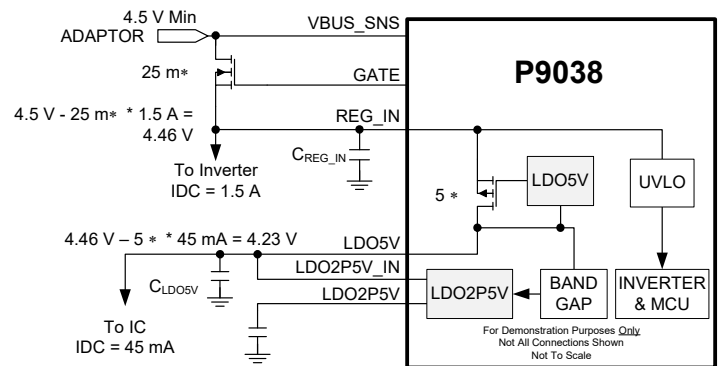 4.5 V Min
ADAPTOR
VBUS_SNS
P9038
25 m∗
GATE
4.5 V - 25 m∗ * 1.5 A =
4.46 V
REG_IN
To Inverter
IDC = 1.5 A
CREG_IN
5 ∗
LDO5V
UVLO
4.46 V – 5 ∗ * 45 mA = 4.23 V
LDO5V
LDO2P5V_IN
LDO2P5V
CLDO5V
LDO2P5V
BAND
GAP
INVERTER
& MCU
To IC
IDC = 45 mA
For Demonstration Purposes Only
Not All Connections Shown
Not To Scale